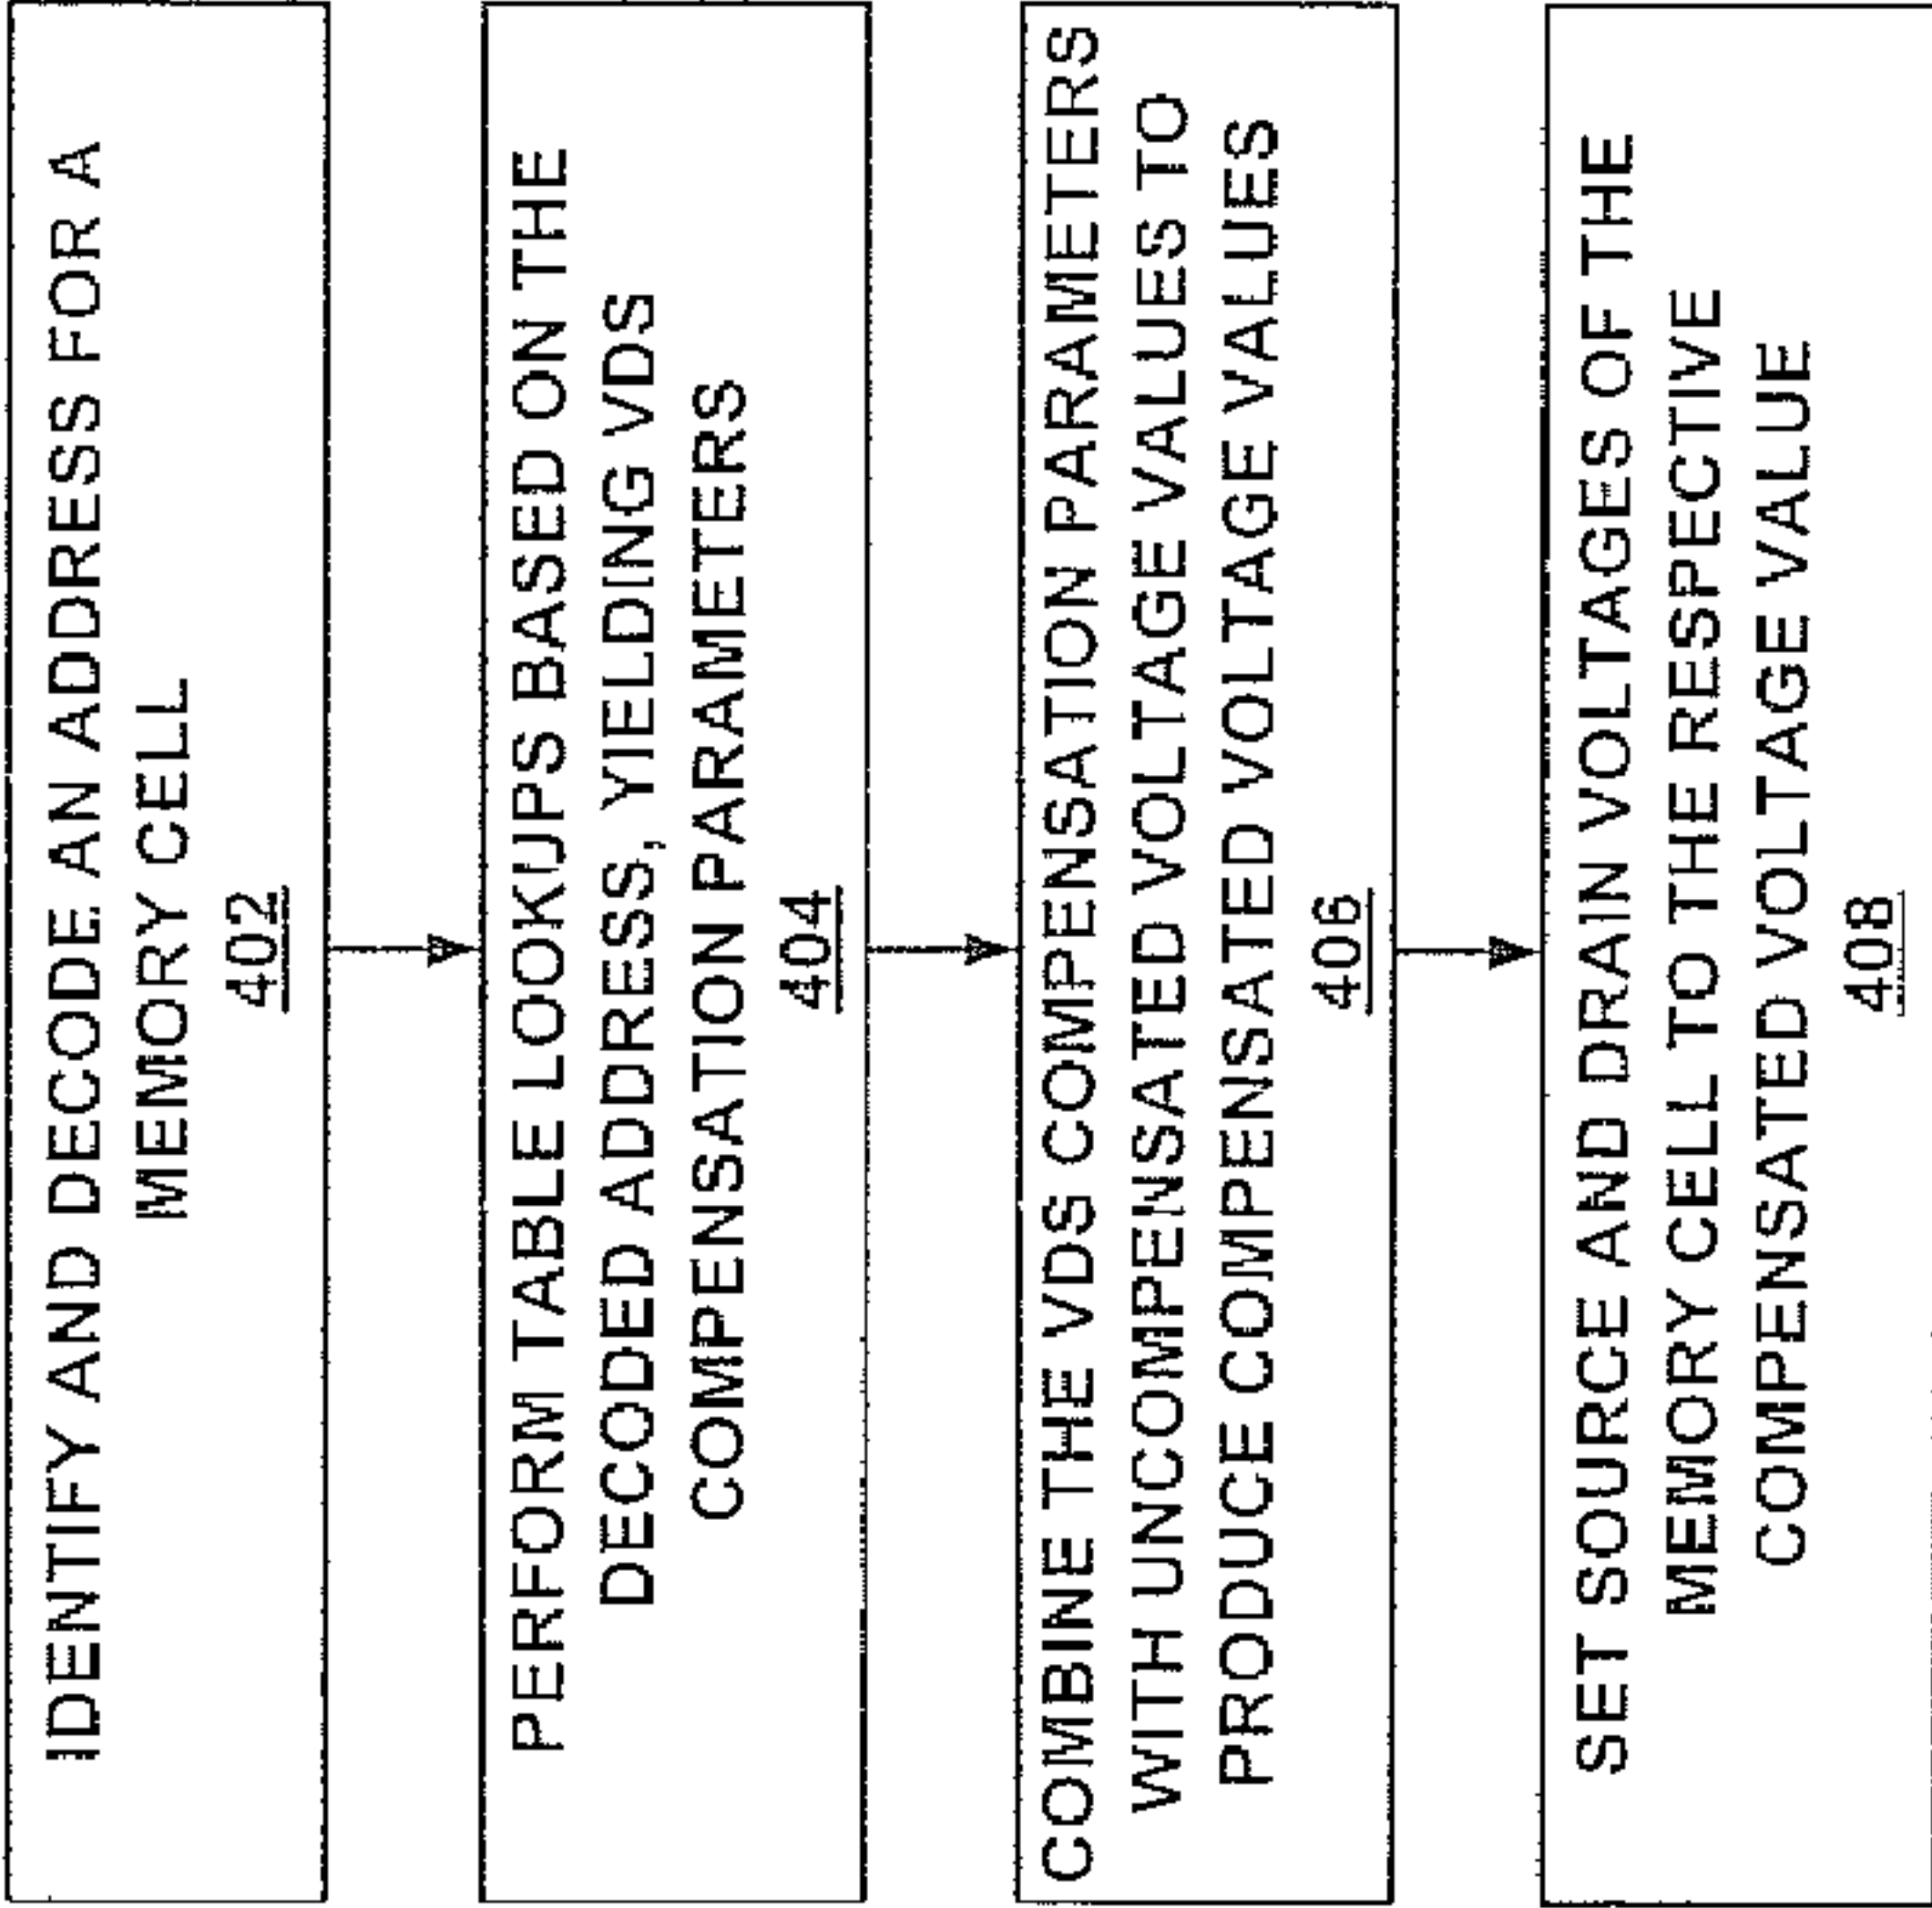 IDENTIFY AND DECODE AN ADDRESS FOR A
MEMORY CELL
402
PERFORM TABLE LOOKUPS BASED ON THE
DECODED ADDRESS, YIELDING VDS
COMPENSATION PARAMETERS
404
COMBINE THE VDS COMPENSATION PARAMETERS
WITH UNCOMPENSATED VOLTAGE VALUES TO
PRODUCE COMPENSATED VOLTAGE VALUES
406
SET SOURCE AND DRAIN VOLTAGES OF THE
MEMORY CELL TO THE RESPECTIVE
COMPENSATED VOLTAGE VALUE
408